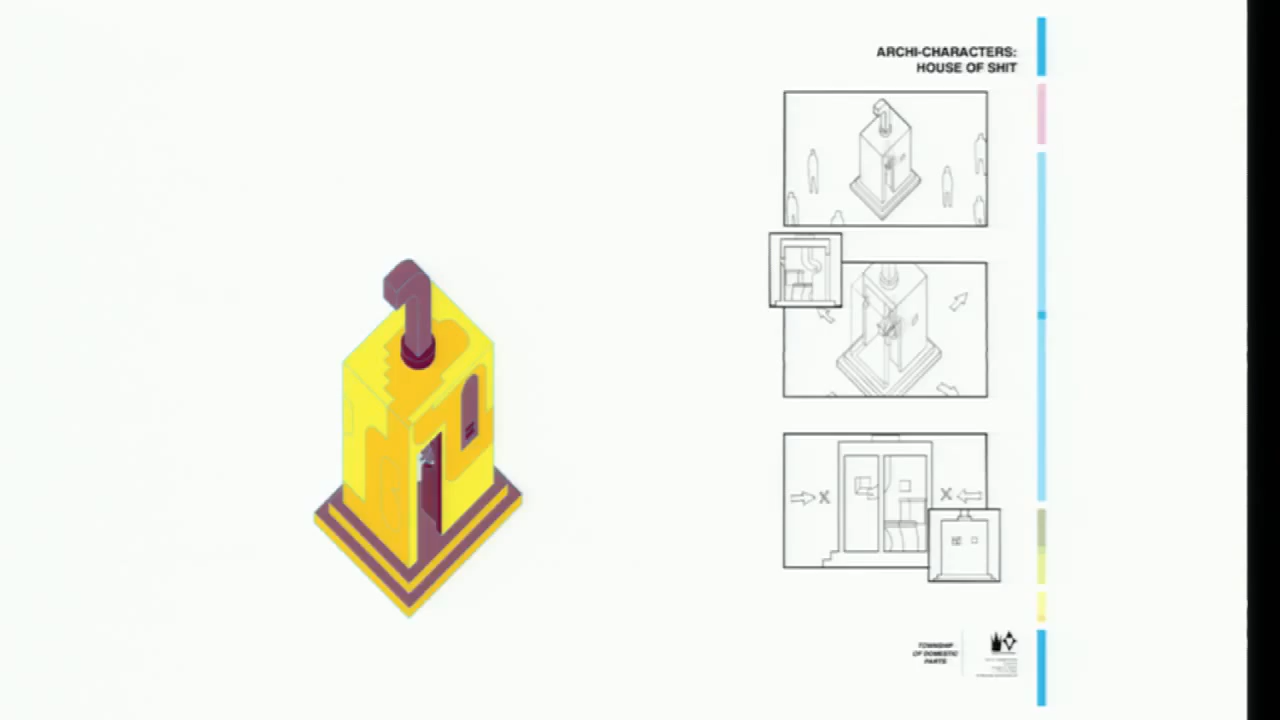 ARCHI-CHARACTERS:
HOUSE OF SHIT
X
X
TOWNSHIP
OF DOMESTIC
PARTS